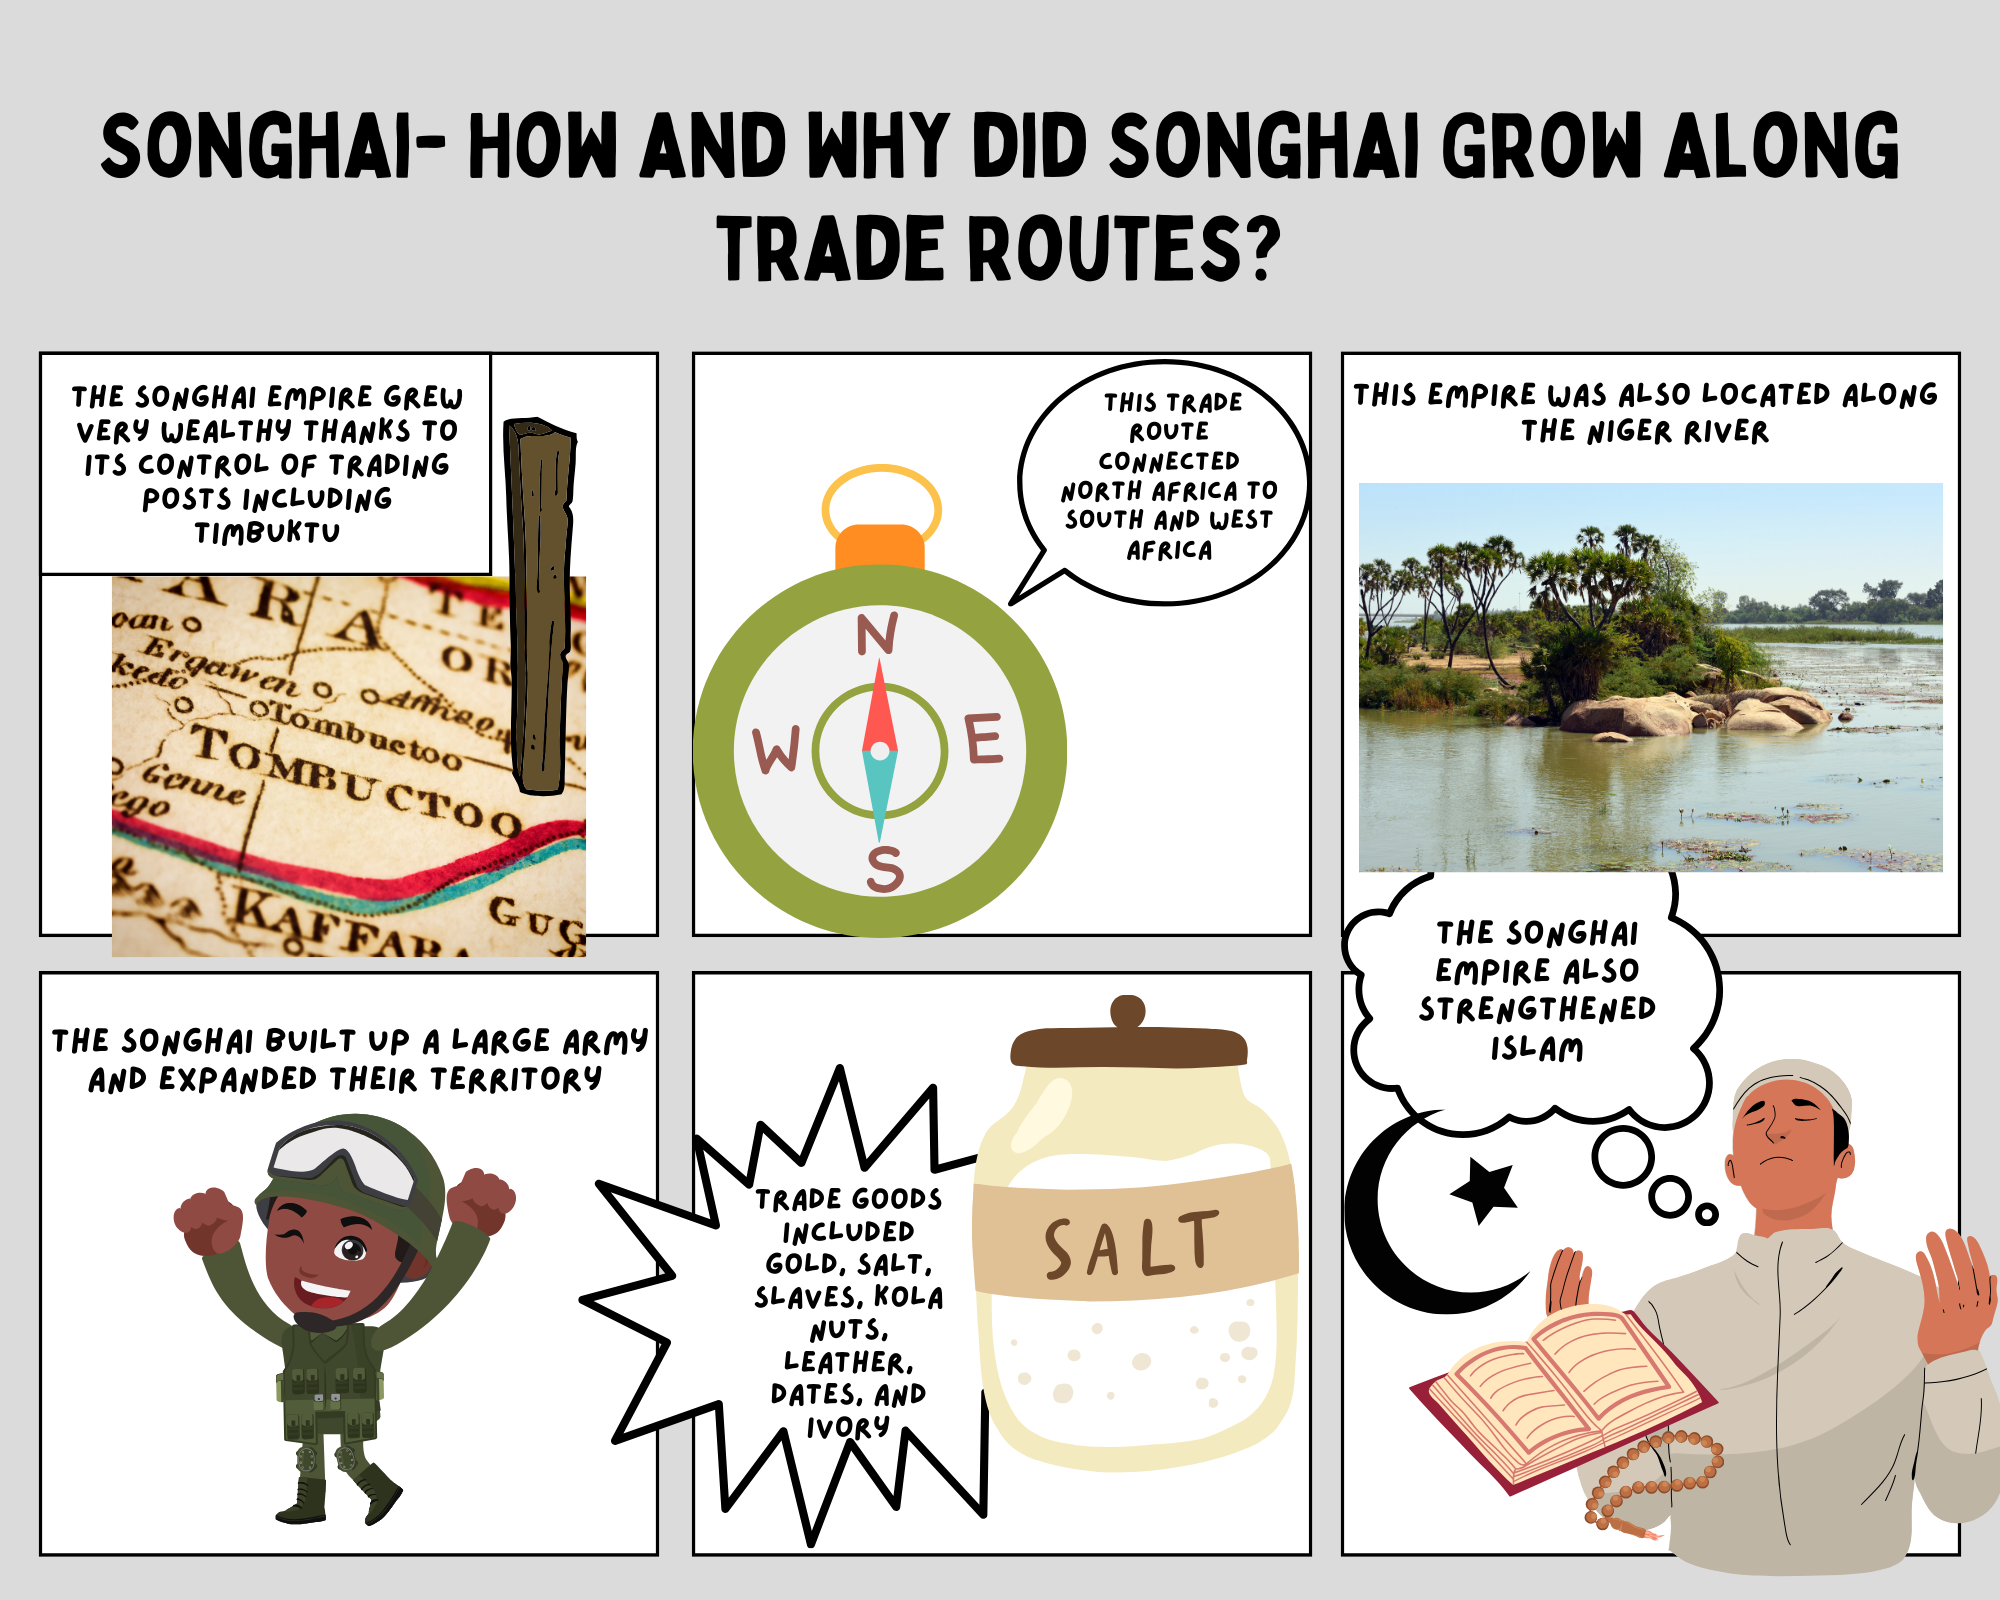 SONGHAI- HOW AND WHY DID SONGHAI GROW ALONG
TRADE ROUTES?
THE SONGHAI EMPIRE GREW
VERY WEALTHY THANKS TO
ITS CONTROL OF TRADING
POSTS INCLUDING
TIMBUKTU
ARA
TE
oan
Ergawen
OR
kedo
Tombuctoo
TOMBUCTOO
Genne
ego
KAFFABA
GUG
THIS TRADE
ROUTE
CONNECTED
NORTH AFRICA TO
SOUTH AND WEST
AFRICA
N
W E
S
THIS EMPIRE WAS ALSO LOCATED ALONG
THE NIGER RIVER
THE SONGHAI BUILT UP A LARGE ARMY
AND EXPANDED THEIR TERRITORY
TRADE GOODS
INCLUDED
GOLD, SALT,
SLAVES, KOLA
NUTS,
LEATHER,
DATES, AND
IVORY
SALT
THE SONGHAI
EMPIRE ALSO
STRENGTHENED
ISLAM